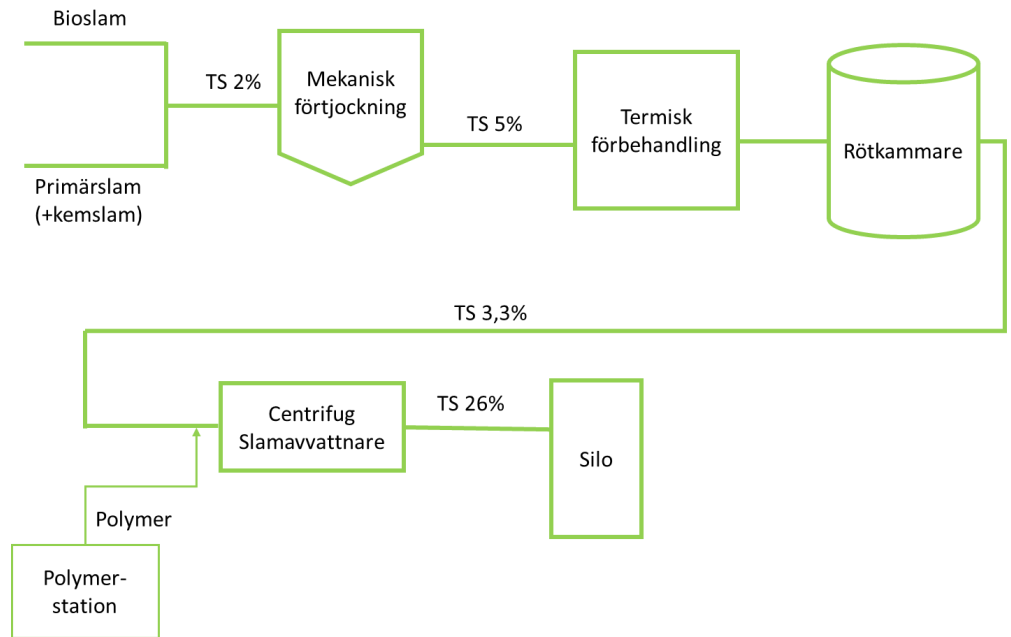 Bioslam
TS 2%
Mekanisk
förtjockning
TS 5%
Termisk
förbehandling
Rötkammare
Primärslam
(+kemslam)
TS 3,3%
Centrifug
Slamavvattnare
TS 26%
Silo
Polymer
Polymer-
station